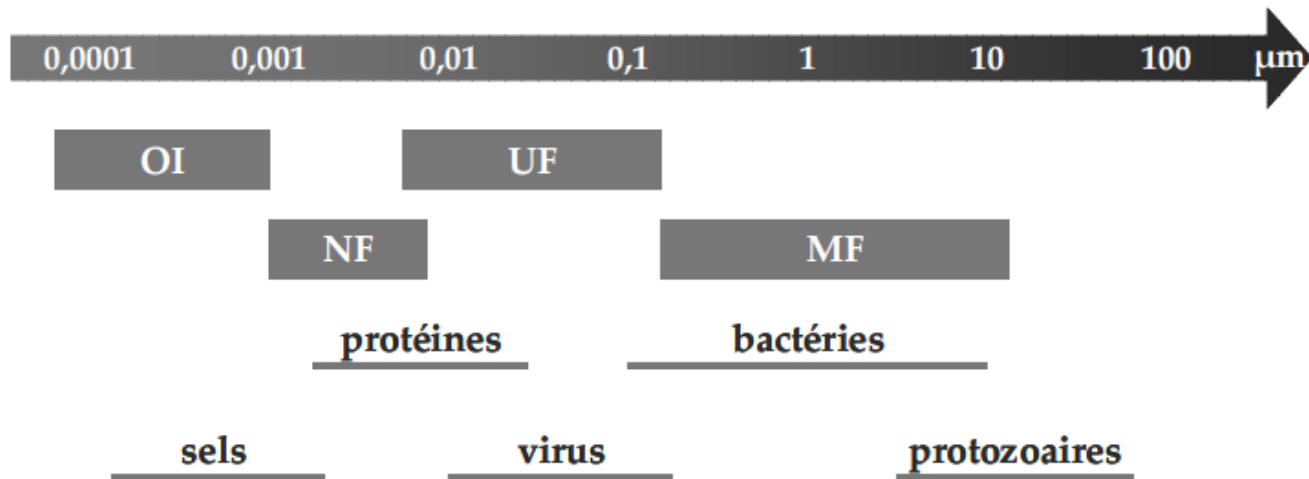 0,0001 0,001 0,01 0,1 1 10 100 µm
OI UF
NF MF
protéines bactéries
sels virus protozoaires